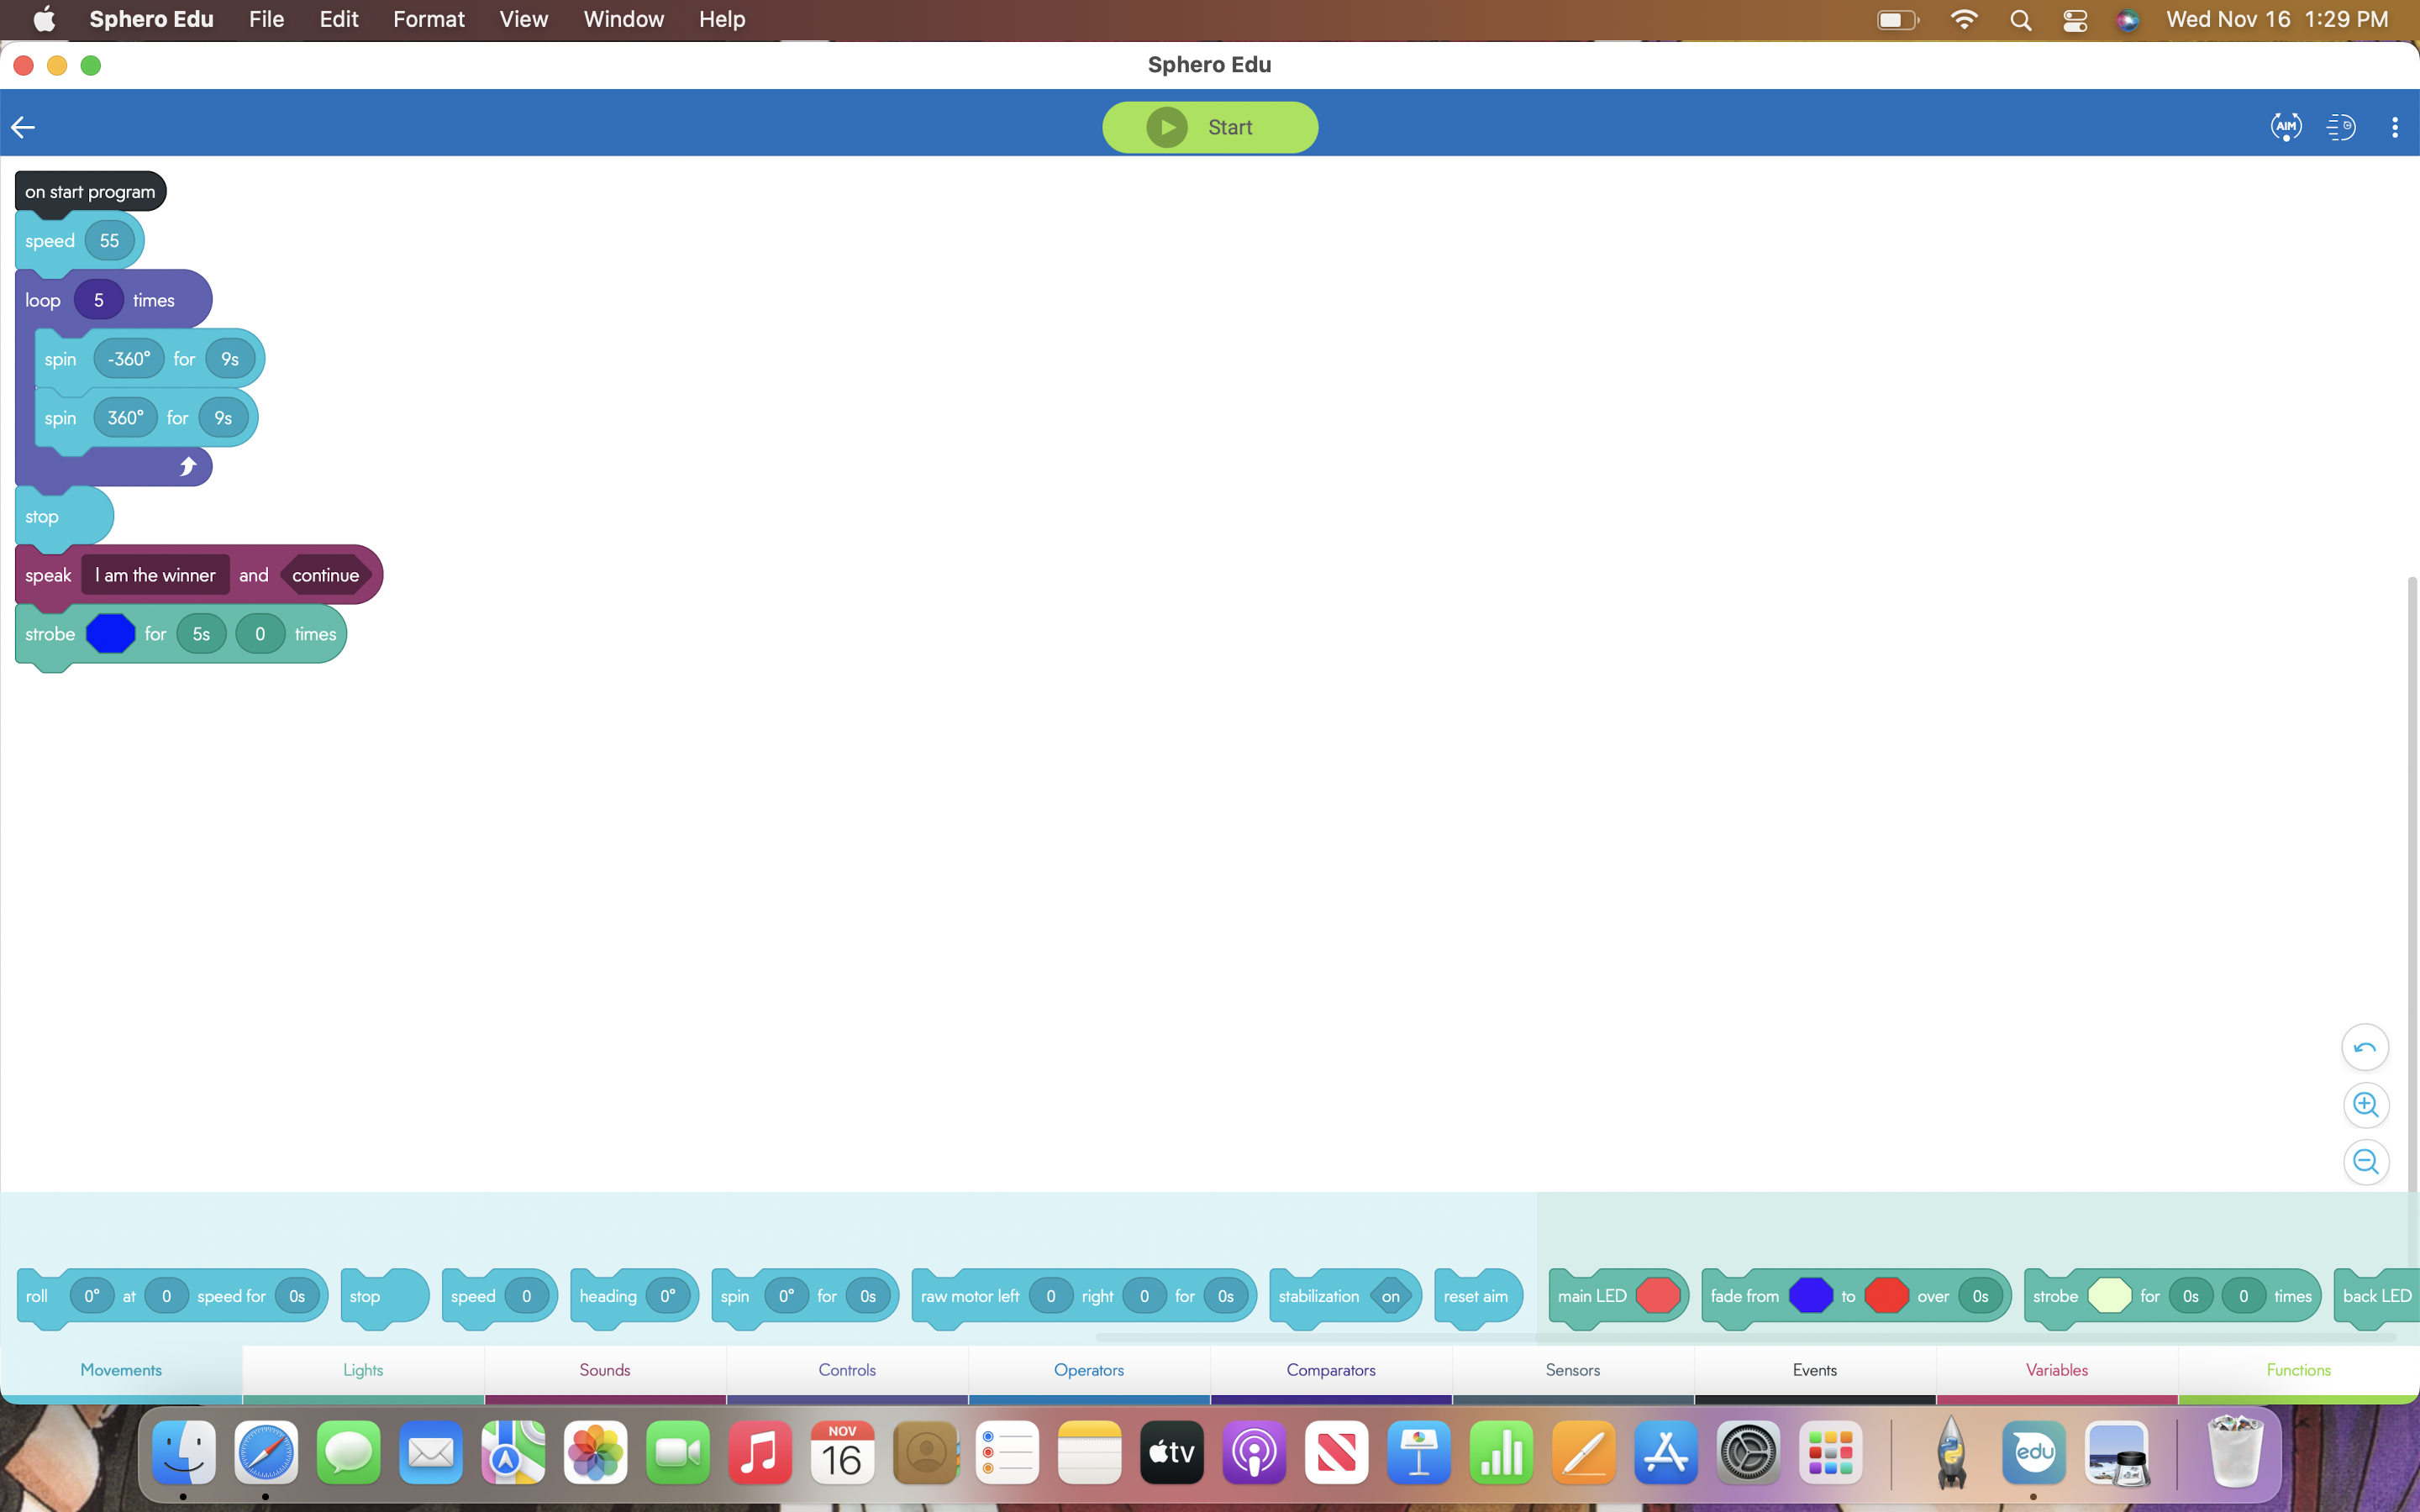 Sphero Edu File Edit Format View Window Help Wed Nov 16 1:29 PM
Sphero Edu
Start AIM
on start program
speed 55
loop 5 times
spin -360° for 9s
spin 360° for 9s
stop
speak I am the winner and continue
strobe for 5s 0 times
roll 0° at 0 speed for 0s stop speed 0 heading 0° spin 0° for 0s raw motor left 0 right 0 for 0s stabilization on reset aim main LED fade from to over 0s strobe for 0s 0 times back LED
Movements Lights Sounds Controls Operators Comparators Sensors Events Variables Functions
NOV
16 tv edu